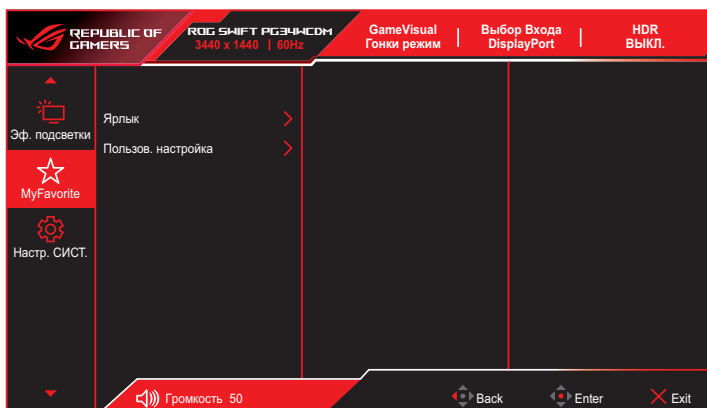 REPUBLIC OF
GAMERS
ROG SWIFT PG34WCDM
3440 x 1440 | 60Hz
GameVisual
Гонки режим
Выбор Входа
DisplayPort
HDR
ВЫКЛ.
Эф. подсветки
MyFavorite
Настр. СИСТ.
Ярлык
Пользов. настройка
Громкость 50
Back
Enter
Exit